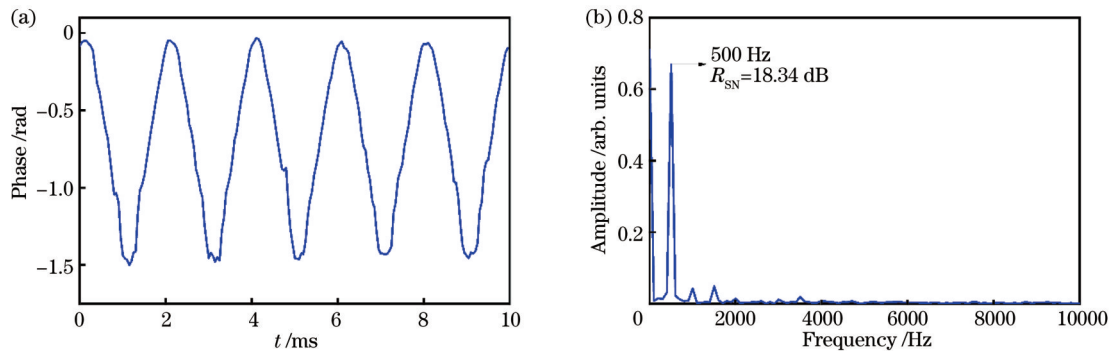 (a)
0
−0.5
−1.0
−1.5
Phase /rad
0
2
4
6
8
10
t /ms
(b)
0.8
0.6
0.4
0.2
Amplitude /arb. units
500 Hz
R_SN=18.34 dB
0
2000
4000
6000
8000
10000
Frequency /Hz